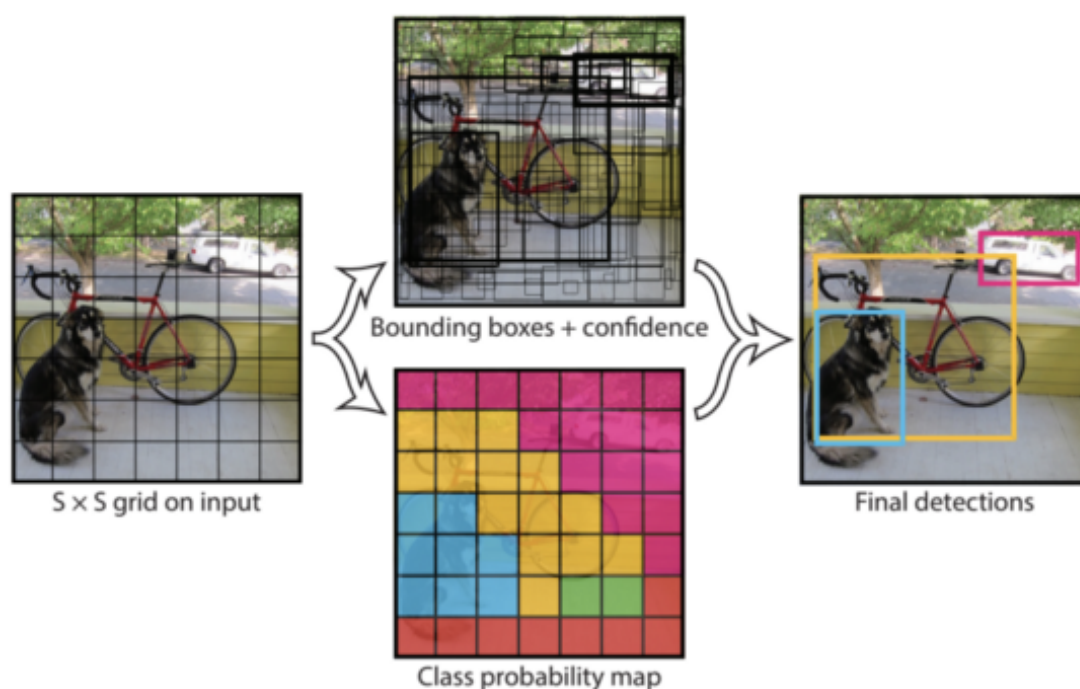 S × S grid on input
Bounding boxes + confidence
Class probability map
Final detections